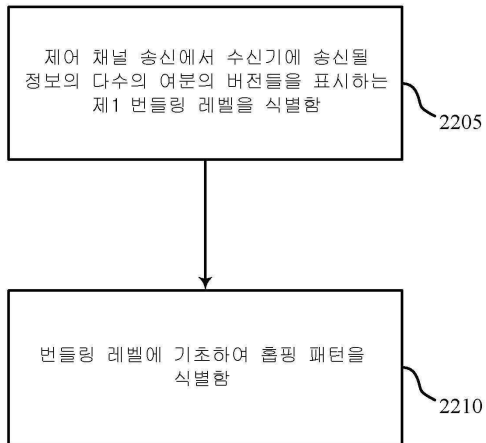 제어 채널 송신에서 수신기에 송신될
정보의 다수의 여분의 버전들을 표시하는
제1 번들링 레벨을 식별함
2205
번들링 레벨에 기초하여 홉핑 패턴을
식별함
2210